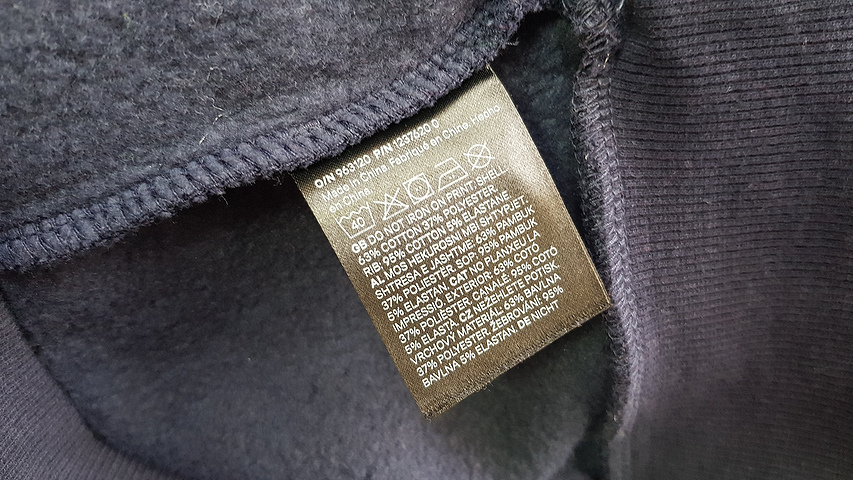 O/N 963120 P/N 1237620 0
Made in China. Fabriqué en Chine. Hecho
en China
40
GB DO NOT IRON ON PRINT. SHELL
63% COTTON 37% POLYESTER.
RIB. 95% COTTON 5% ELASTANE.
AL MOS HEKUROSNI MBI SHTYPJET.
SHTRESA E JASHTME: 63% PAMBUK
37% POLIESTER. SDP: 95% PAMBUK
5% ELASTAN. CAT NO PLANXEU LA
IMPRESSIÓ. EXTERIOR: 63% COTÓ
37% POLIÈSTER. CANALÉ: 95% COTÓ
5% ELASTÀ. CZ NEŽEHLETE POTISK.
VRCHOVÝ MATERIÁL: 63% BAVLNA
37% POLYESTER. ŽEBROVÁNÍ: 95%
BAVLNA 5% ELASTAN. DE NICHT